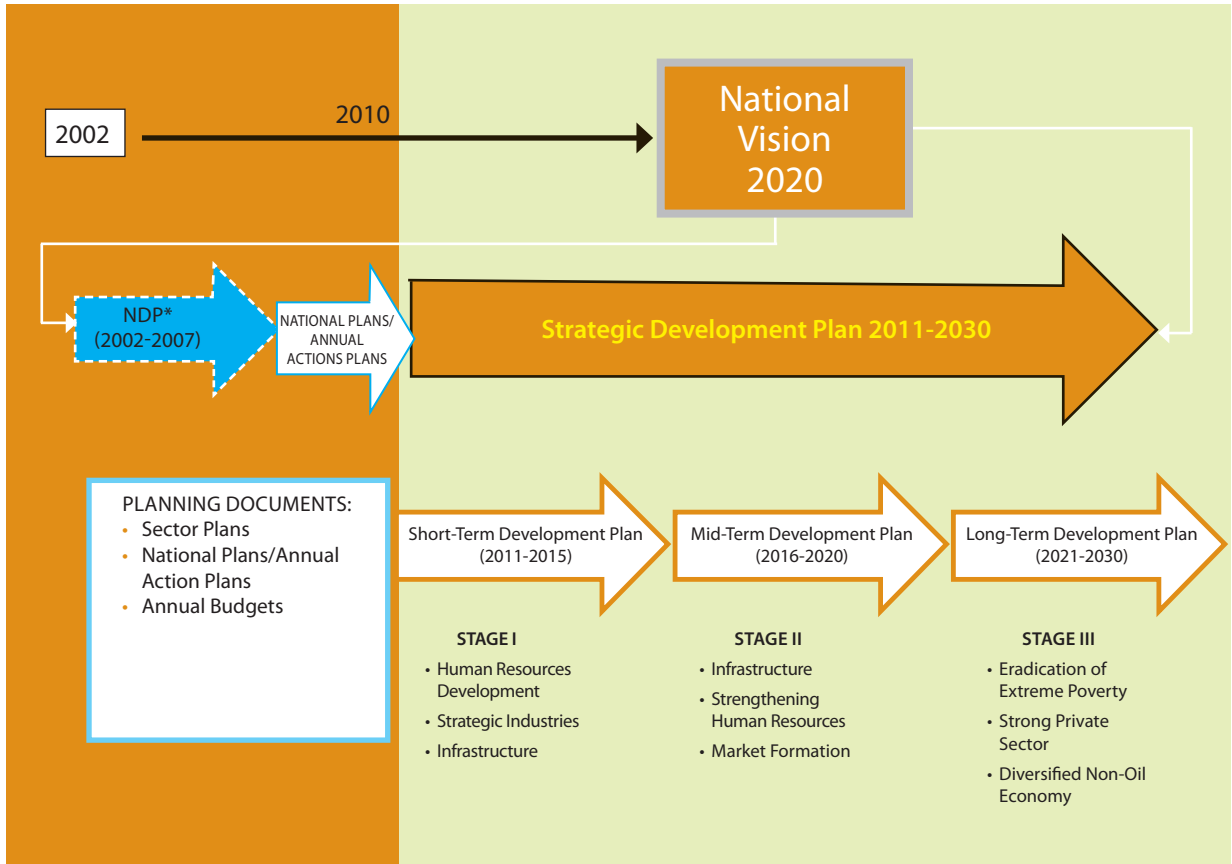 2002
2010
National
Vision
2020
NDP*
(2002-2007)
NATIONAL PLANS/
ANNUAL
ACTIONS PLANS
Strategic Development Plan 2011-2030
PLANNING DOCUMENTS:
• Sector Plans
• National Plans/Annual
Action Plans
• Annual Budgets
Short-Term Development Plan
(2011-2015)
Mid-Term Development Plan
(2016-2020)
Long-Term Development Plan
(2021-2030)
STAGE I
• Human Resources
Development
• Strategic Industries
• Infrastructure
STAGE II
• Infrastructure
• Strengthening
Human Resources
• Market Formation
STAGE III
• Eradication of
Extreme Poverty
• Strong Private
Sector
• Diversified Non-Oil
Economy